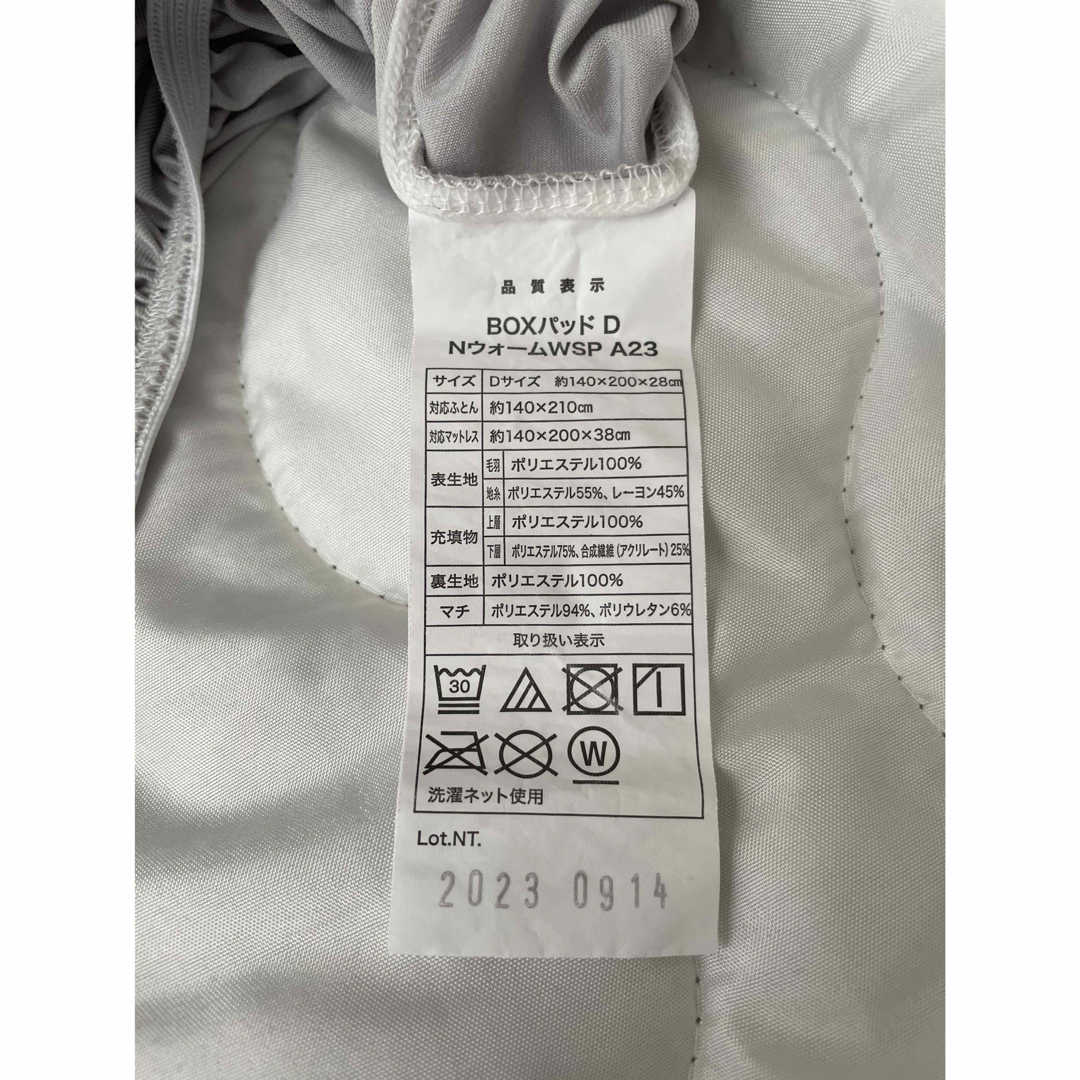 品質表示
BOXパッド D
NウォームWSP A23
サイズ Dサイズ 約140×200×28㎝
対応ふとん 約140×210㎝
対応マットレス 約140×200×38㎝
表生地 毛羽 ポリエステル100%
地糸 ポリエステル55%、レーヨン45%
充填物 上層 ポリエステル100%
下層 ポリエステル75%、合成繊維(アクリレート)25%
裏生地 ポリエステル100%
マチ ポリエステル94%、ポリウレタン6%
取り扱い表示
30
W
洗濯ネット使用
Lot.NT.
2023 0914